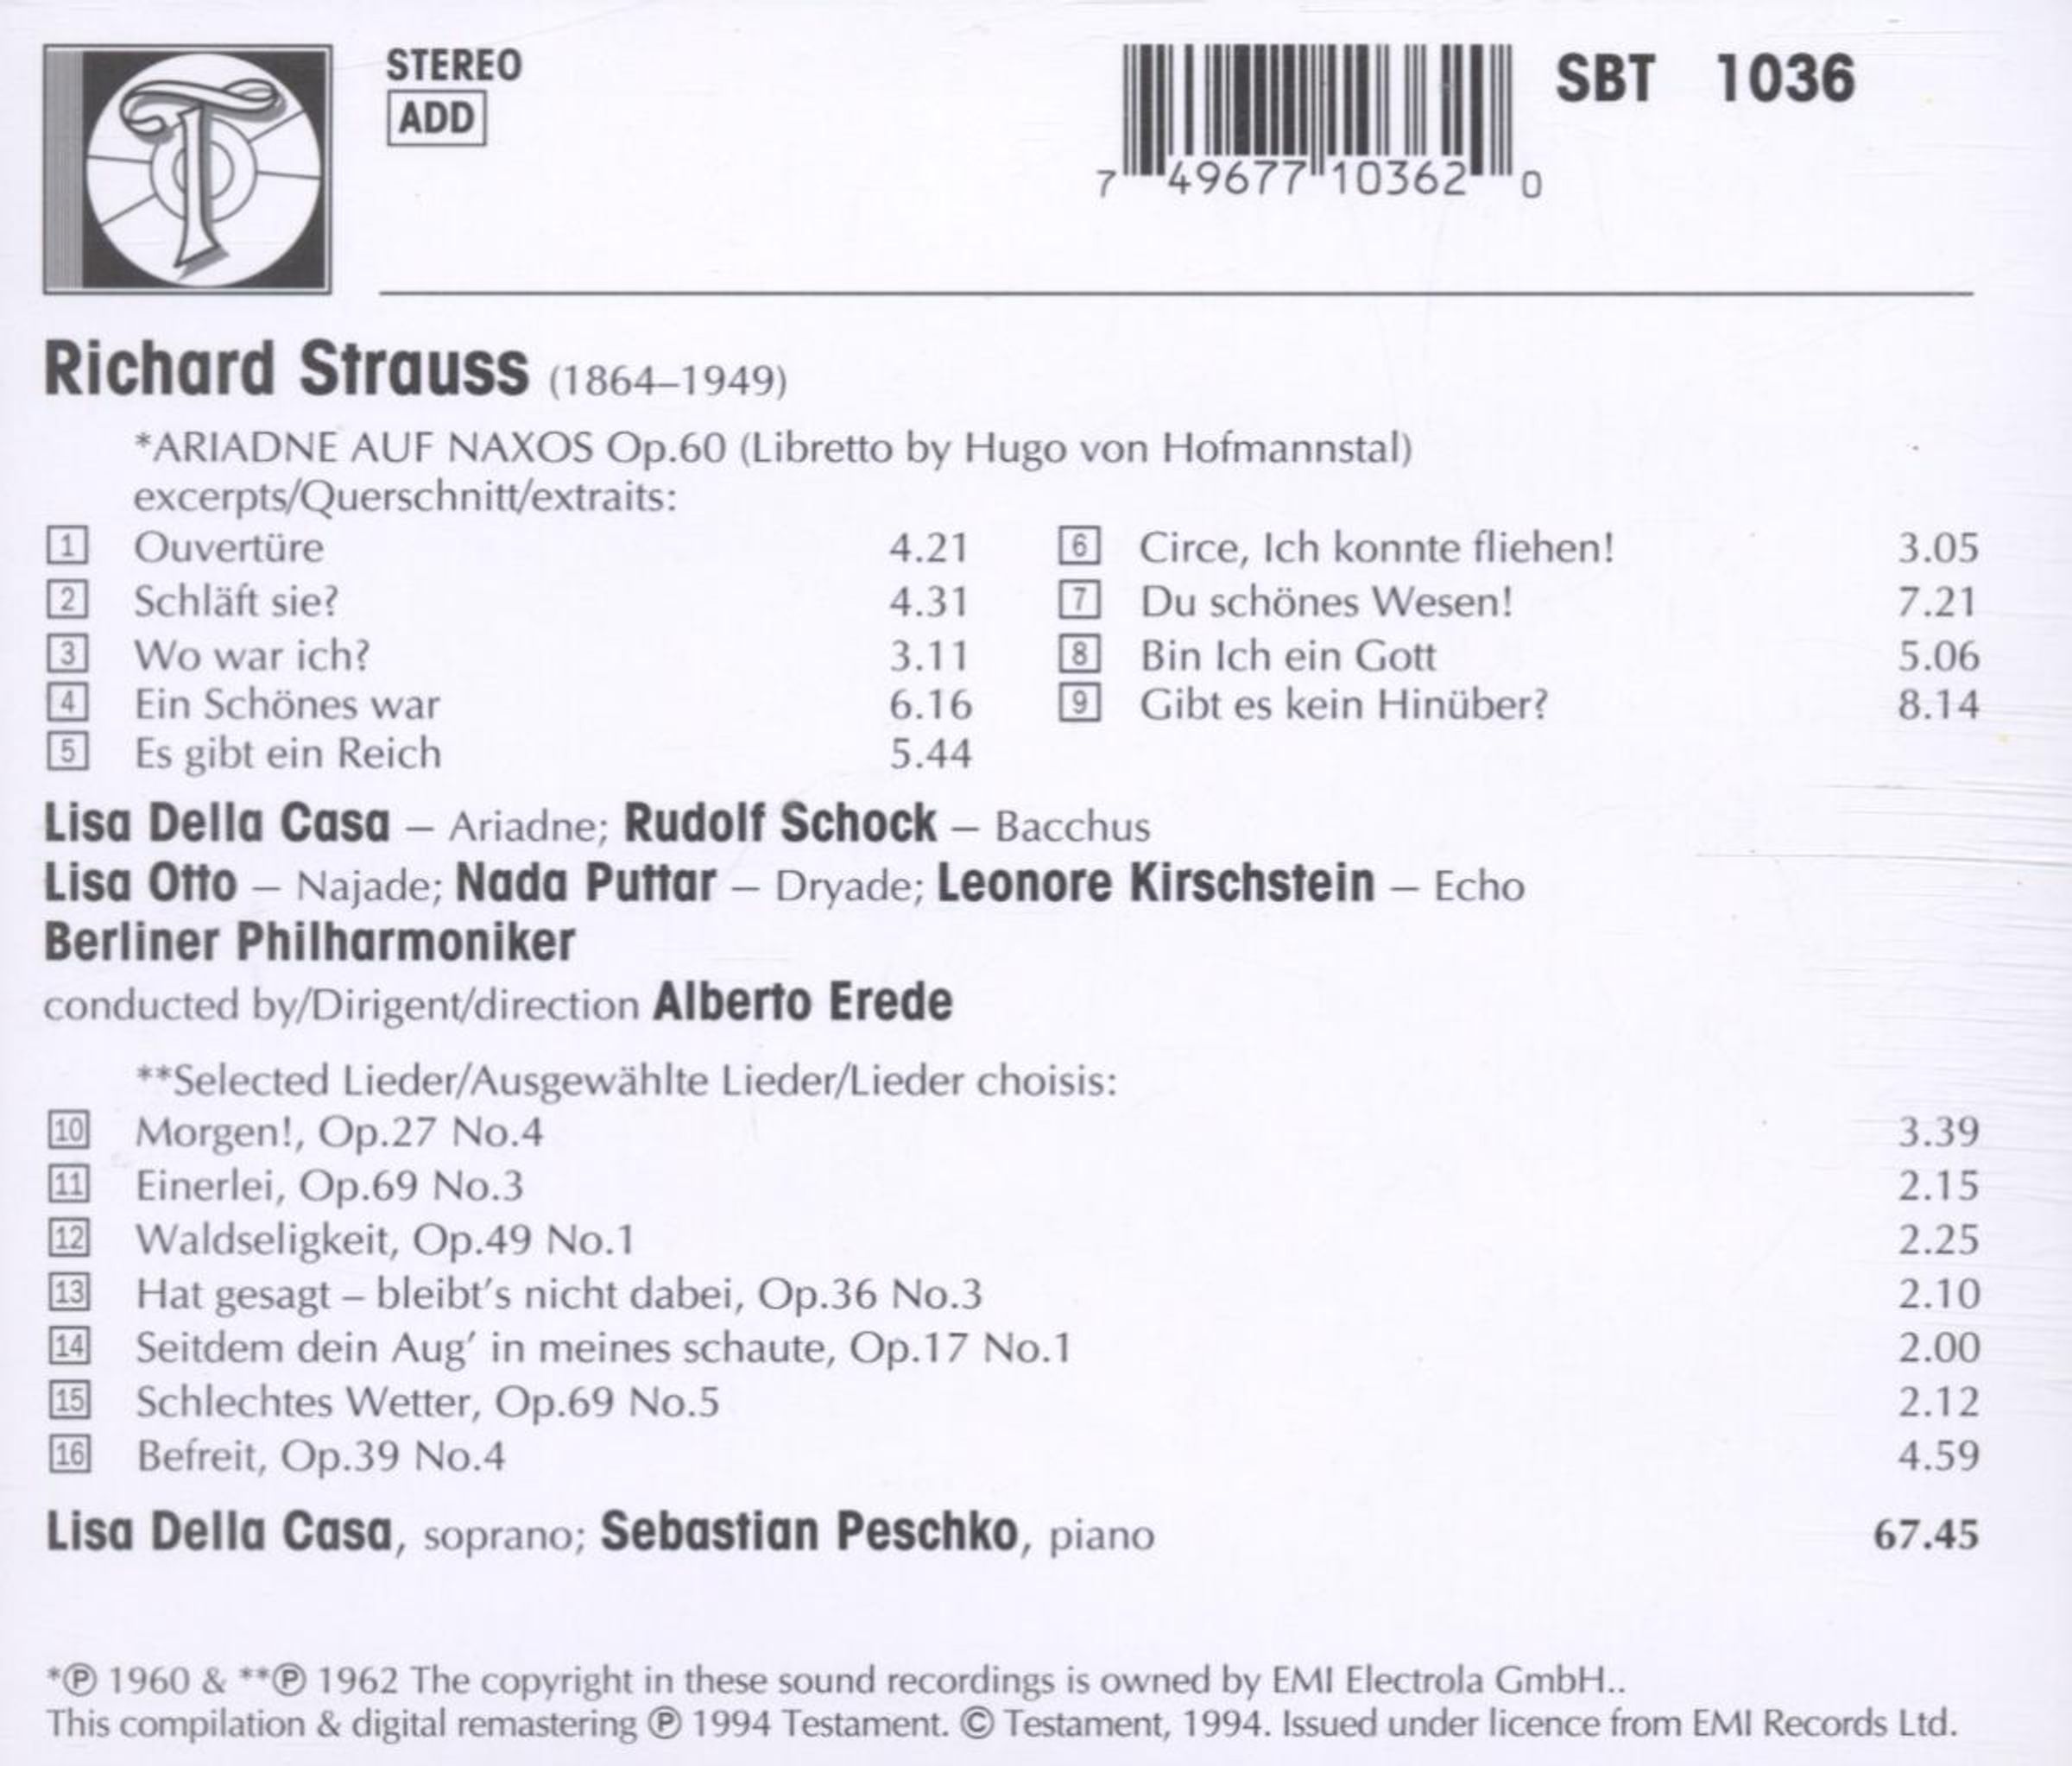 T
STEREO
ADD
7 49677 10362 0
SBT 1036
Richard Strauss (1864–1949)
*ARIADNE AUF NAXOS Op.60 (Libretto by Hugo von Hofmannstal)
excerpts/Querschnitt/extraits:
1 Ouvertüre 4.21
2 Schläft sie? 4.31
3 Wo war ich? 3.11
4 Ein Schönes war 6.16
5 Es gibt ein Reich 5.44
6 Circe, Ich konnte fliehen! 3.05
7 Du schönes Wesen! 7.21
8 Bin Ich ein Gott 5.06
9 Gibt es kein Hinüber? 8.14
Lisa Della Casa – Ariadne; Rudolf Schock – Bacchus
Lisa Otto – Najade; Nada Puttar – Dryade; Leonore Kirschstein – Echo
Berliner Philharmoniker
conducted by/Dirigent/direction Alberto Erede
**Selected Lieder/Ausgewählte Lieder/Lieder choisis:
10 Morgen!, Op.27 No.4 3.39
11 Einerlei, Op.69 No.3 2.15
12 Waldseligkeit, Op.49 No.1 2.25
13 Hat gesagt – bleibt's nicht dabei, Op.36 No.3 2.10
14 Seitdem dein Aug' in meines schaute, Op.17 No.1 2.00
15 Schlechtes Wetter, Op.69 No.5 2.12
16 Befreit, Op.39 No.4 4.59
Lisa Della Casa, soprano; Sebastian Peschko, piano 67.45
*℗ 1960 & **℗ 1962 The copyright in these sound recordings is owned by EMI Electrola GmbH..
This compilation & digital remastering ℗ 1994 Testament. © Testament, 1994. Issued under licence from EMI Records Ltd.